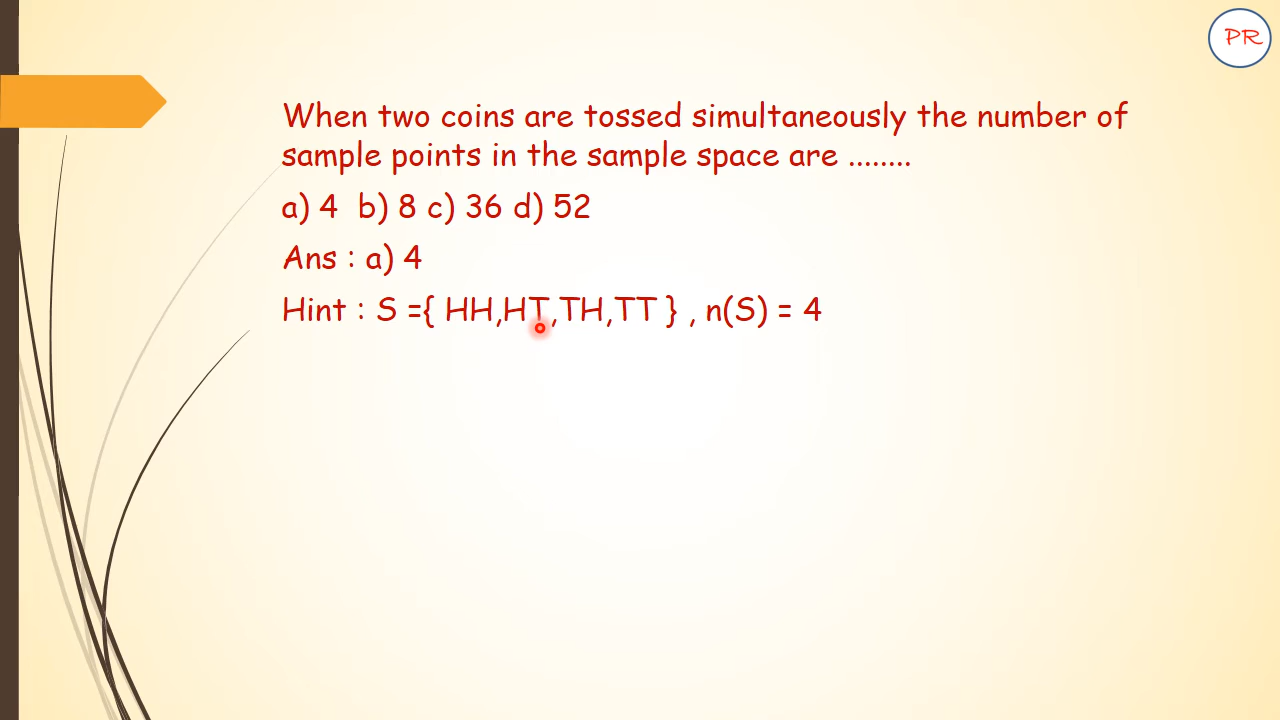 PR
When two coins are tossed simultaneously the number of
sample points in the sample space are ........
a) 4 b) 8 c) 36 d) 52
Ans : a) 4
Hint : S ={ HH,HT,TH,TT } , n(S) = 4